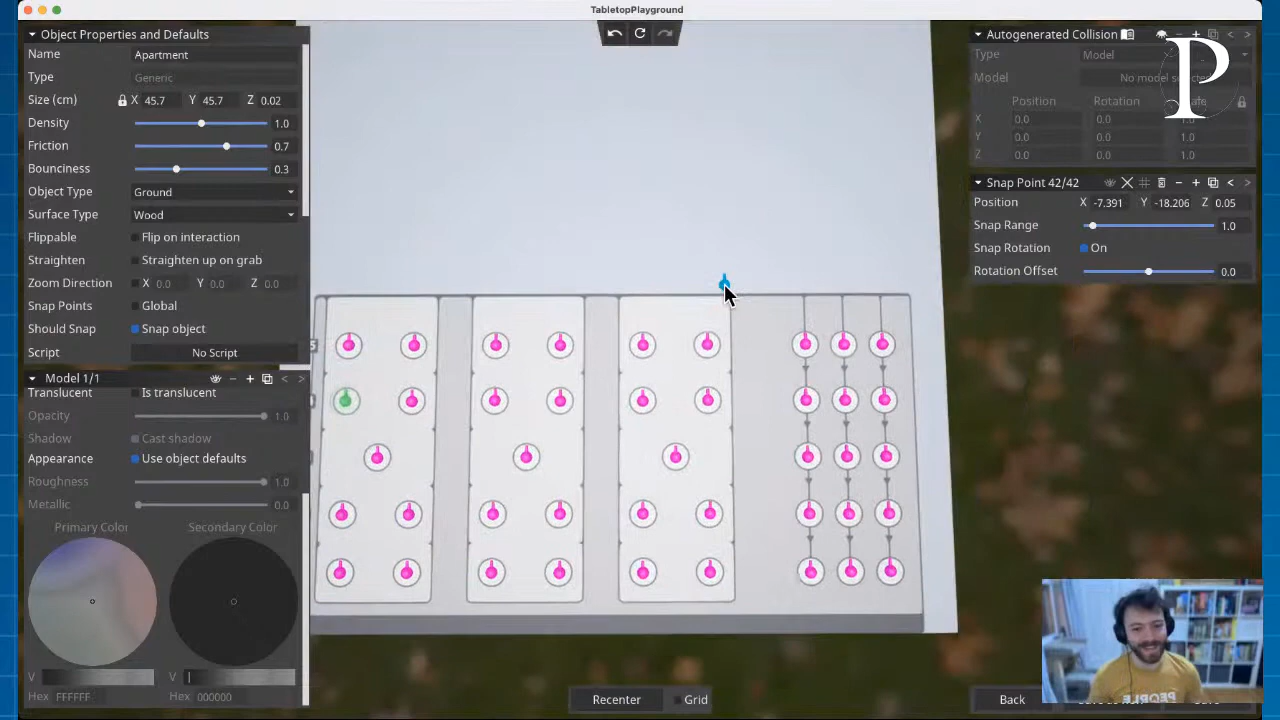 TabletopPlayground
Object Properties and Defaults
Name Apartment
Type Generic
Size (cm) X 45.7 Y 45.7 Z 0.02
Density 1.0
Friction 0.7
Bounciness 0.3
Object Type Ground
Surface Type Wood
Flippable Flip on interaction
Straighten Straighten up on grab
Zoom Direction X 0.0 Y 0.0 Z 0.0
Snap Points Global
Should Snap Snap object
Script No Script
Model 1/1
Translucent Is translucent
Opacity 1.0
Shadow Cast shadow
Appearance Use object defaults
Roughness 1.0
Metallic 0.0
Primary Color Secondary Color
V V
Hex FFFFFF Hex 000000
5
Recenter Grid
Autogenerated Collision
P
Type Model
Model No model selected
Position Rotation
X 0.0 0.0 1.0
Y 0.0 0.0 1.0
Z 0.0 0.0 1.0
Snap Point 42/42
Position X -7.391 Y -18.206 Z 0.05
Snap Range 1.0
Snap Rotation On
Rotation Offset 0.0
Back